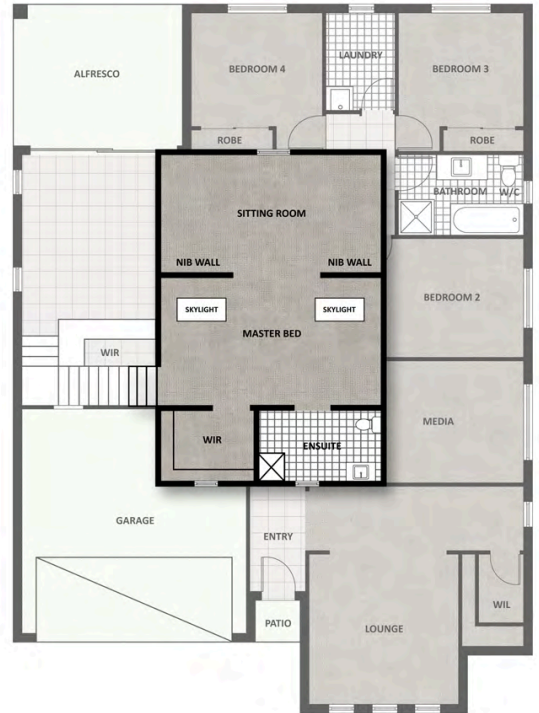 ALFRESCO
BEDROOM 4
LAUNDRY
BEDROOM 3
ROBE
ROBE
BATHROOM
W/C
SITTING ROOM
NIB WALL
NIB WALL
BEDROOM 2
SKYLIGHT
SKYLIGHT
MASTER BED
WIR
MEDIA
WIR
ENSUITE
GARAGE
ENTRY
WIL
PATIO
LOUNGE